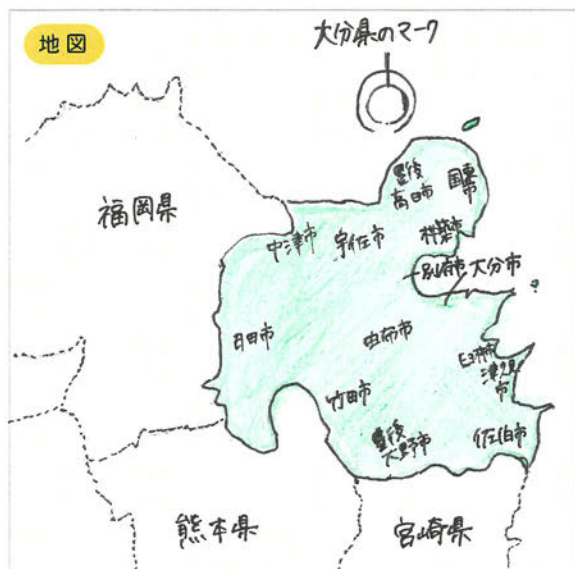 地図
大分県のマーク
福岡県
豊後
高田市
国東
市
中津市
宇佐市
杵築市
別府市
大分市
日田市
由布市
臼杵市
津久見
市
竹田市
豊後
大野市
佐伯市
熊本県
宮崎県